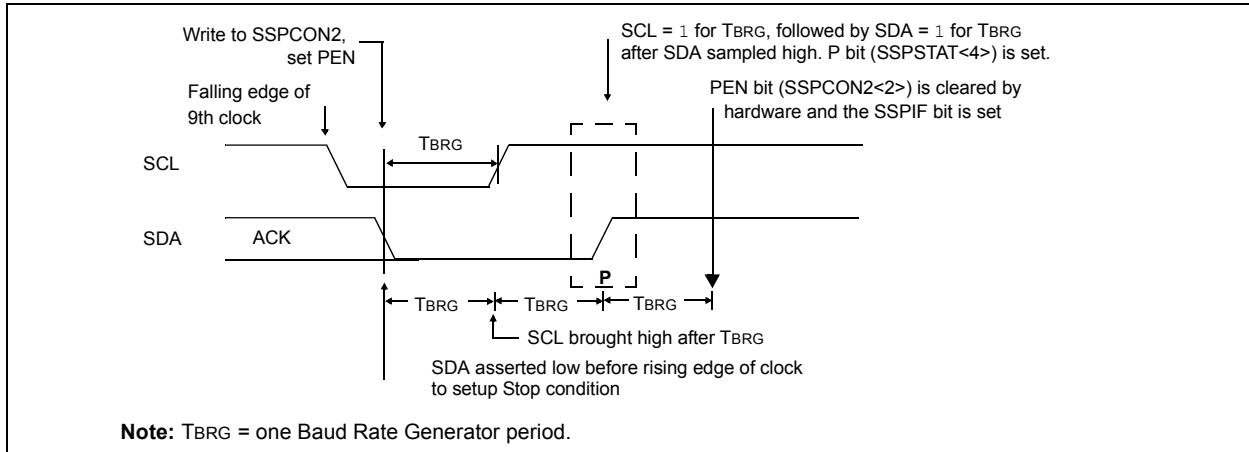 Write to SSPCON2,
set PEN
SCL = 1 for TBRG, followed by SDA = 1 for TBRG
after SDA sampled high. P bit (SSPSTAT<4>) is set.
Falling edge of
9th clock
PEN bit (SSPCON2<2>) is cleared by
hardware and the SSPIF bit is set
TBRG
SCL
SDA
ACK
P
TBRG
TBRG
TBRG
SCL brought high after TBRG
SDA asserted low before rising edge of clock
to setup Stop condition
Note: TBRG = one Baud Rate Generator period.